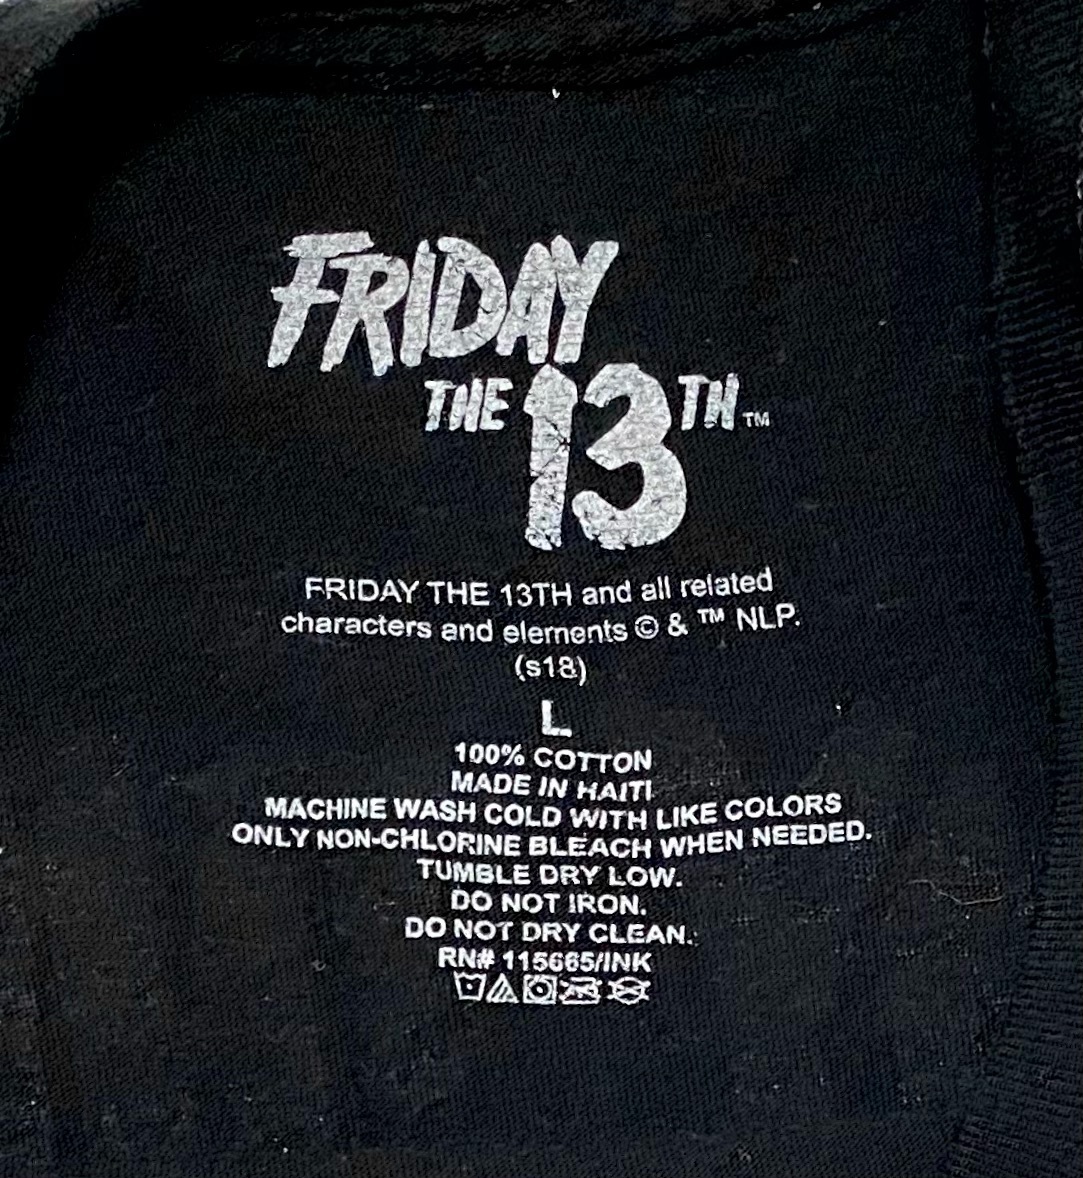 FRIDAY
THE 13TH™
FRIDAY THE 13TH and all related
characters and elements © & ™ NLP.
(s18)
L
100% COTTON
MADE IN HAITI
MACHINE WASH COLD WITH LIKE COLORS
ONLY NON-CHLORINE BLEACH WHEN NEEDED.
TUMBLE DRY LOW.
DO NOT IRON.
DO NOT DRY CLEAN.
RN# 115665/INK